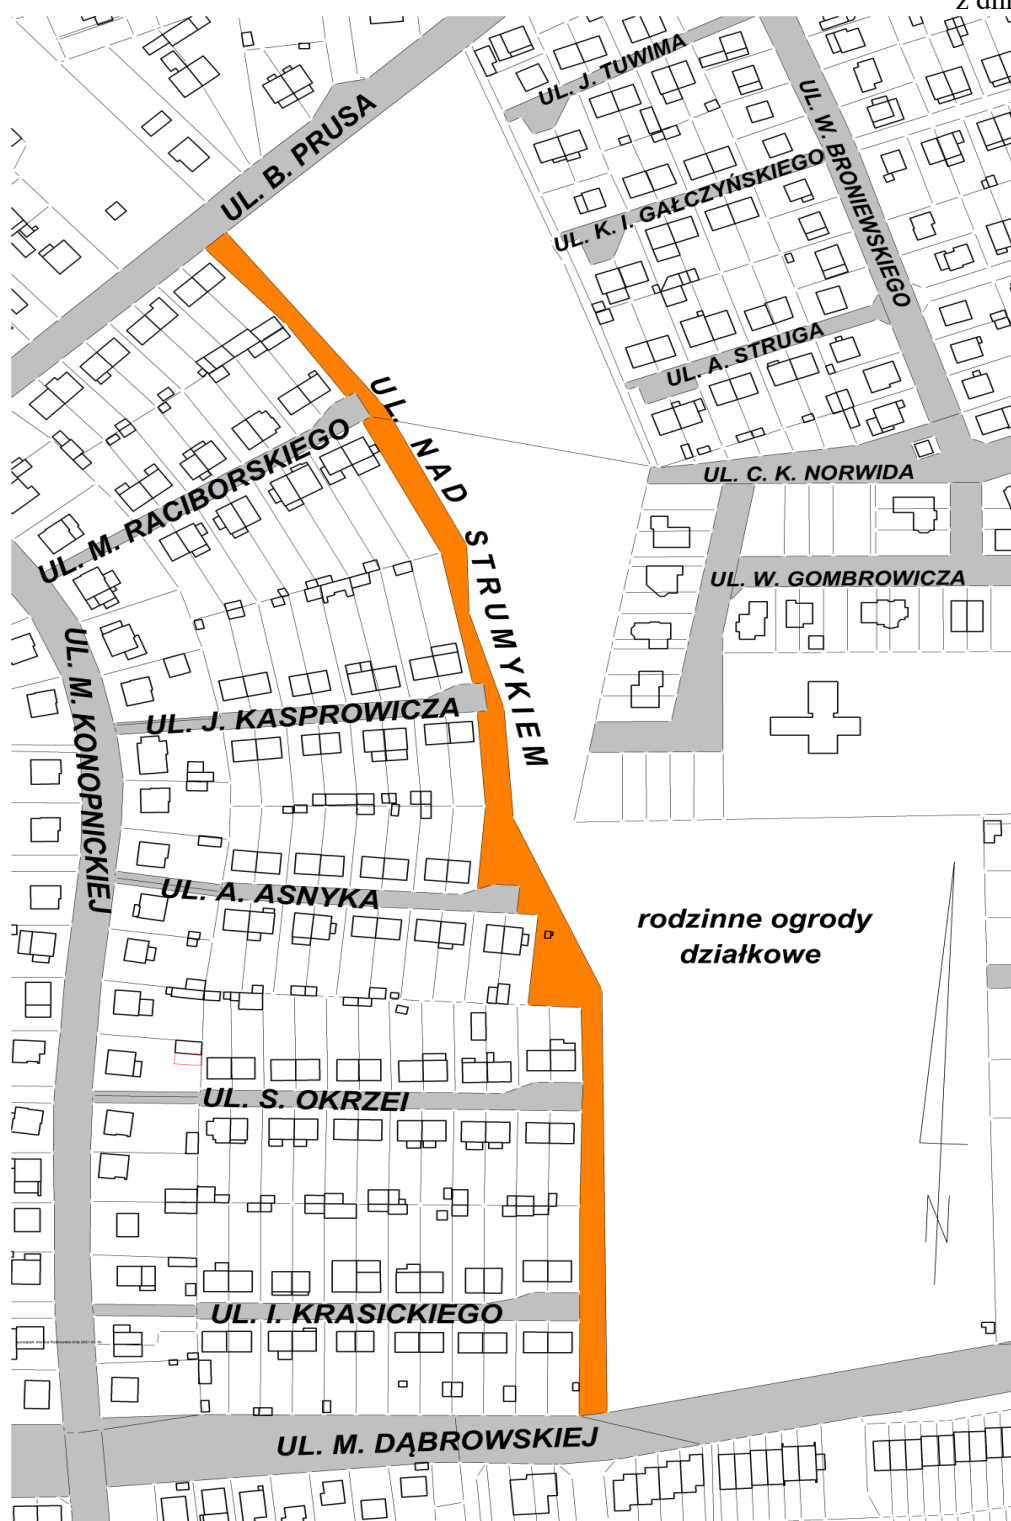 z dni
UL. J. TUWIMA
UL. B. PRUSA
UL. W. BRONIEWSKIEGO
UL. K. I. GAŁCZYŃSKIEGO
UL. A. STRUGA
UL. NAD STRUMYKIEM
UL. M. RACIBORSKIEGO
UL. C. K. NORWIDA
UL. W. GOMBROWICZA
UL. M. KONOPNICKIEJ
UL. J. KASPROWICZA
UL. A. ASNYKA
rodzinne ogrody
działkowe
UL. S. OKRZEI
N
UL. I. KRASICKIEGO
UL. M. DĄBROWSKIEJ